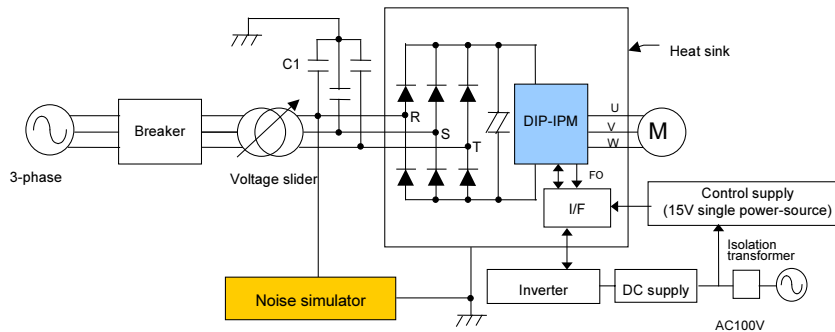 C1
Heat sink
R
S
T
DIP-IPM
U
V
W
M
Breaker
3-phase
Voltage slider
FO
I/F
Control supply
(15V single power-source)
Isolation
transformer
Noise simulator
Inverter
DC supply
AC100V